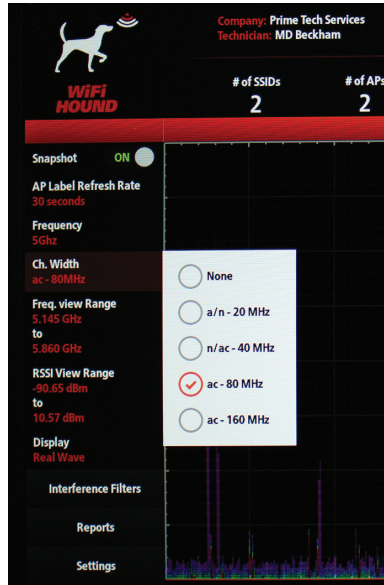 Company: Prime Tech Services
Technician: MD Beckham
WiFi
HOUND
# of SSIDs
2
# of APs
2
Snapshot ON
AP Label Refresh Rate
30 seconds
Frequency
5Ghz
Ch. Width
ac - 80MHz
Freq. view Range
5.145 GHz
to
5.860 GHz
RSSI View Range
-90.65 dBm
to
10.57 dBm
Display
Real Wave
Interference Filters
Reports
Settings
None
a/n - 20 MHz
n/ac - 40 MHz
ac - 80 MHz
ac - 160 MHz